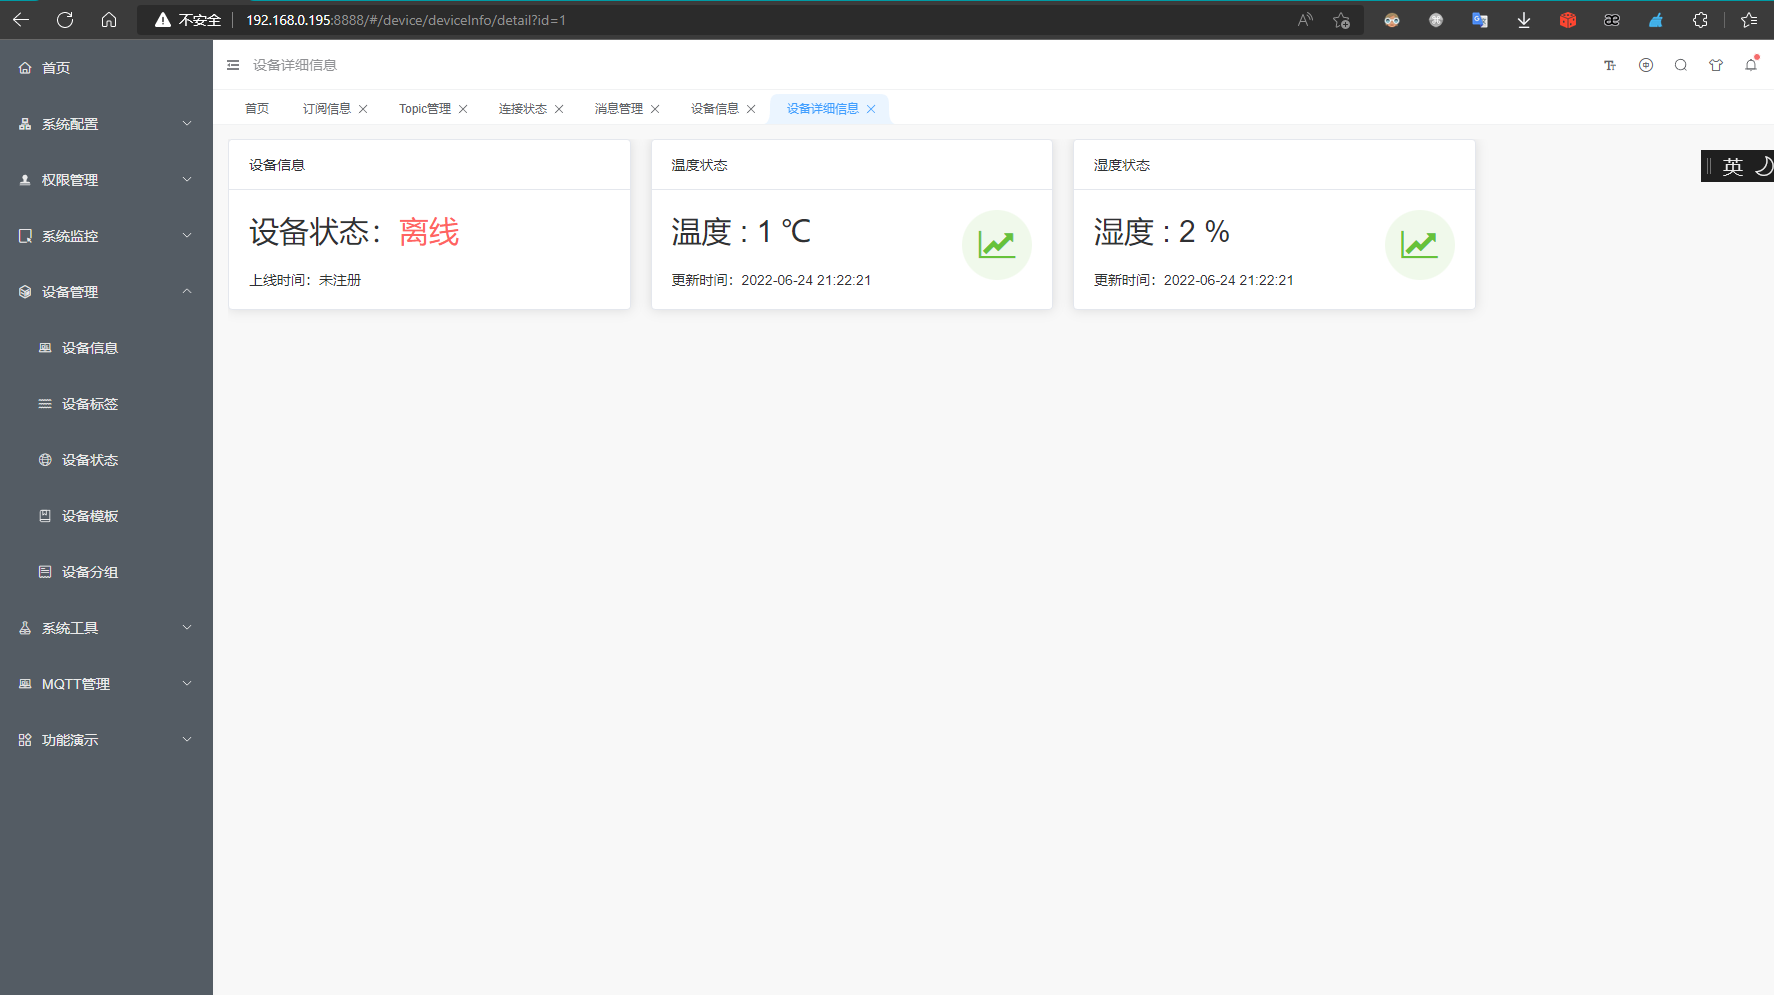 不安全 192.168.0.195:8888/#/device/deviceInfo/detail?id=1
首页
系统配置
权限管理
系统监控
设备管理
设备信息
设备标签
设备状态
设备模板
设备分组
系统工具
MQTT管理
功能演示
设备详细信息
首页 订阅信息 Topic管理 连接状态 消息管理 设备信息 设备详细信息
设备信息
设备状态：离线
上线时间：未注册
温度状态
温度 : 1 ℃
更新时间：2022-06-24 21:22:21
湿度状态
湿度 : 2 %
更新时间：2022-06-24 21:22:21
英